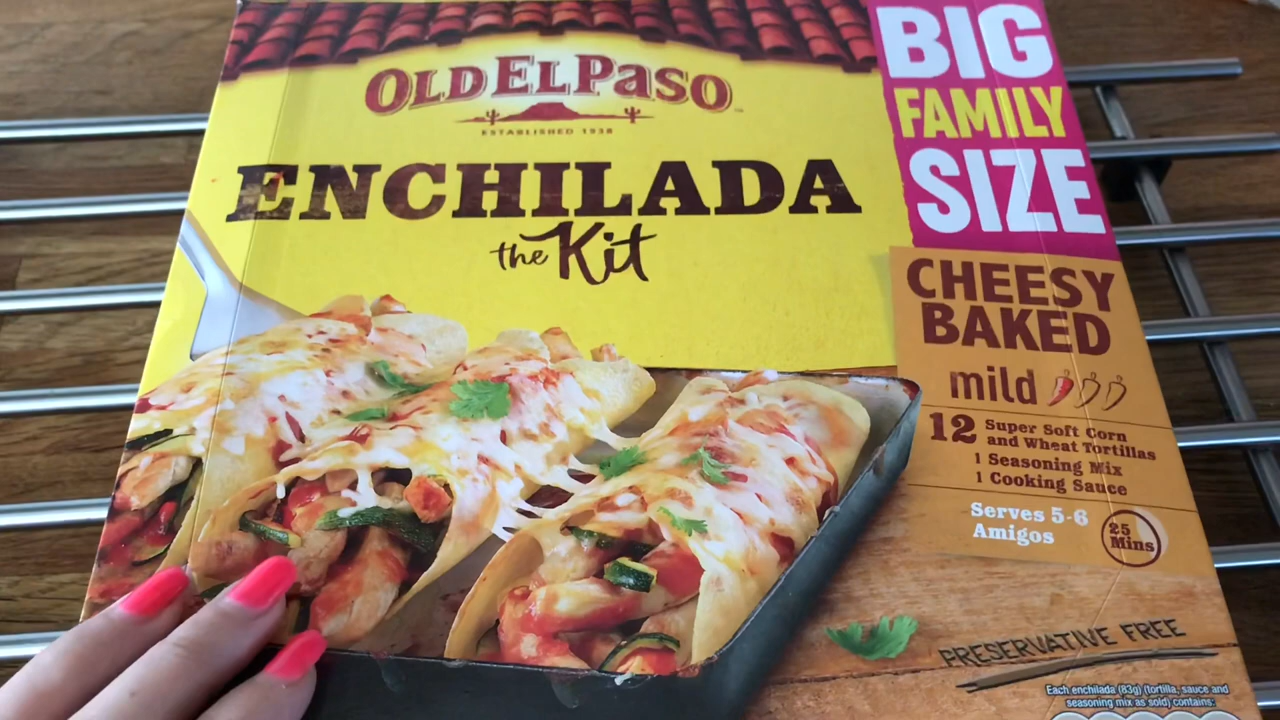 OLD EL PASO
™
ESTABLISHED 1938
ENCHILADA
the Kit
BIG
FAMILY
SIZE
CHEESY
BAKED
mild
12 Super Soft Corn
and Wheat Tortillas
1 Seasoning Mix
1 Cooking Sauce
Serves 5-6
Amigos
25
Mins
PRESERVATIVE FREE
Each enchilada (83g) (tortilla, sauce and
seasoning mix as sold) contains: